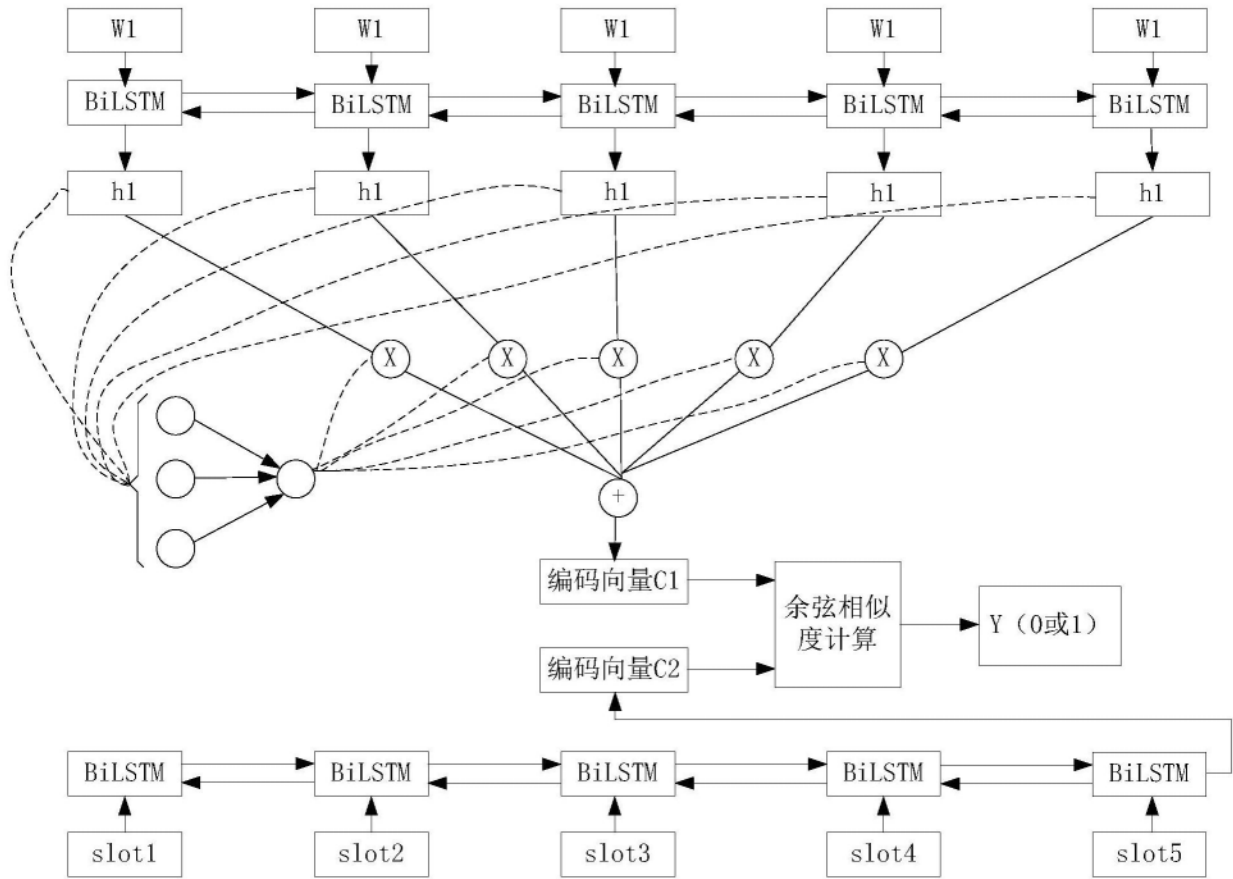 W1 W1 W1 W1 W1
BiLSTM BiLSTM BiLSTM BiLSTM BiLSTM
h1 h1 h1 h1 h1
X X X X X
+
编码向量C1
余弦相似
度计算
Y（0或1）
编码向量C2
BiLSTM BiLSTM BiLSTM BiLSTM BiLSTM
slot1 slot2 slot3 slot4 slot5